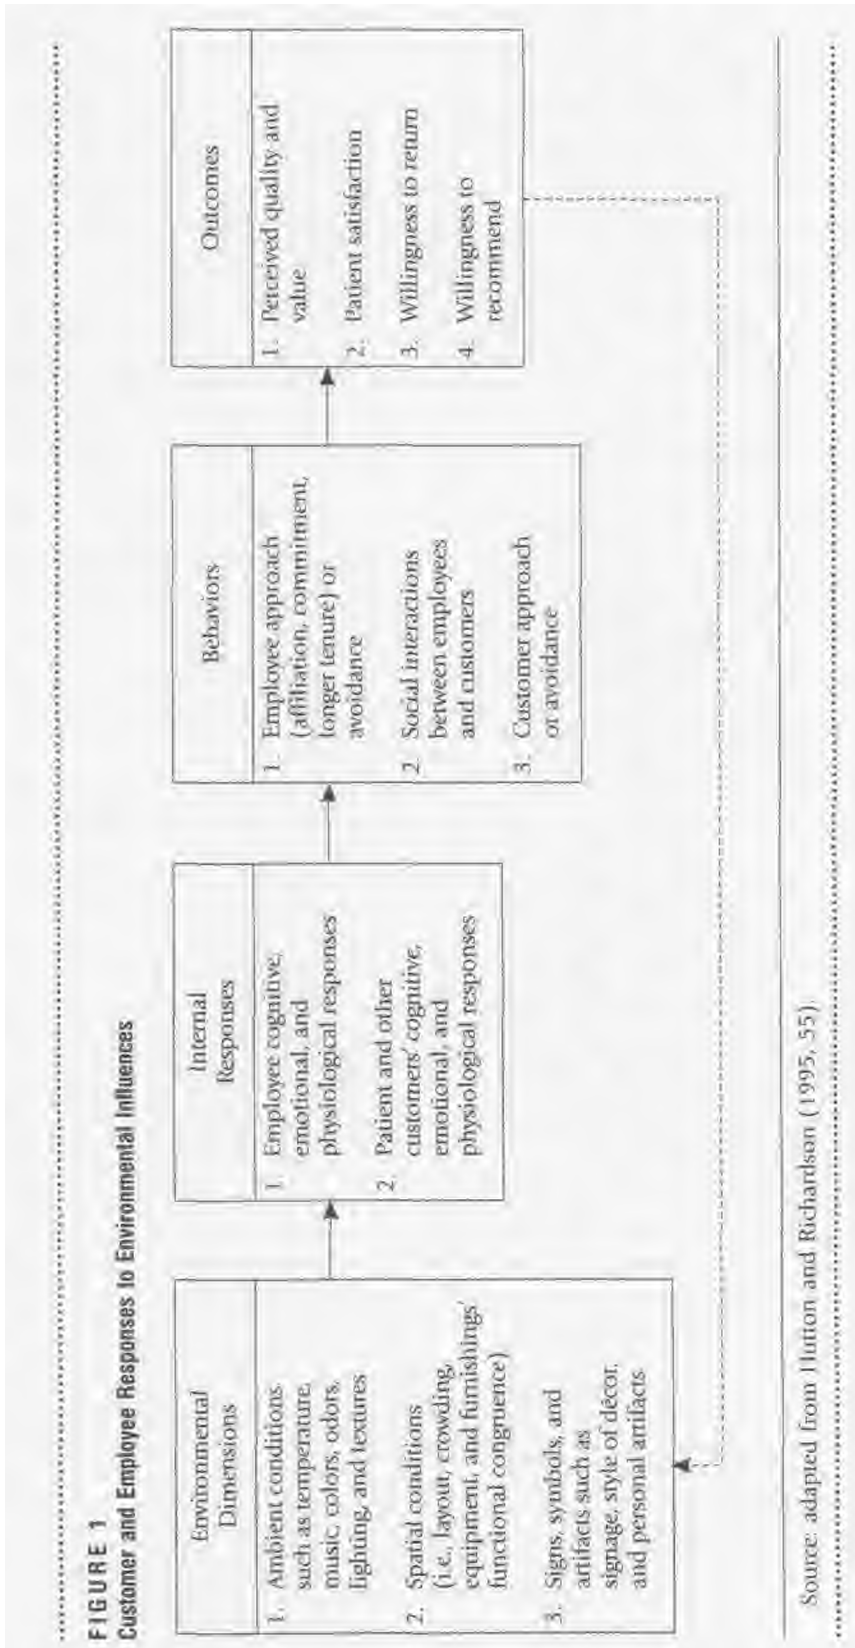 FIGURE 1
Customer and Employee Responses to Environmental Influences
Environmental
Dimensions
1. Ambient conditions
such as temperature,
music, colors, odors,
lighting, and textures
2. Spatial conditions
(i.e., layout, crowding,
equipment, and furnishings'
functional congruence)
3. Signs, symbols, and
artifacts such as
signage, style of décor,
and personal artifacts
Internal
Responses
1. Employee cognitive,
emotional, and
physiological responses
2. Patient and other
customers' cognitive,
emotional, and
physiological responses
Behaviors
1. Employee approach
(affiliation, commitment,
longer tenure) or
avoidance
2 Social interactions
between employees
and customers
3. Customer approach
or avoidance
Outcomes
1. Perceived quality and
value
2. Patient satisfaction
3. Willingness to return
4. Willingness to
recommend
Source: adapted from Hutton and Richardson (1995, 55).